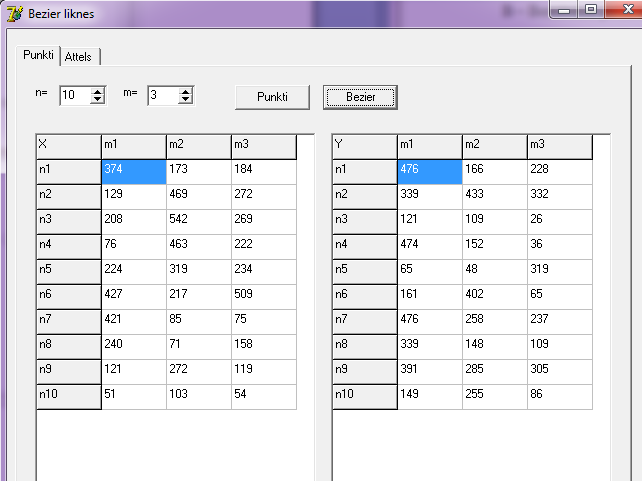 Bezier liknes
Punkti Attels
n= 10 m= 3 Punkti Bezier
X m1 m2 m3 Y m1 m2 m3
n1 374 173 184 n1 476 166 228
n2 129 469 272 n2 339 433 332
n3 208 542 269 n3 121 109 26
n4 76 463 222 n4 474 152 36
n5 224 319 234 n5 65 48 319
n6 427 217 509 n6 161 402 65
n7 421 85 75 n7 476 258 237
n8 240 71 158 n8 339 148 109
n9 121 272 119 n9 391 285 305
n10 51 103 54 n10 149 255 86